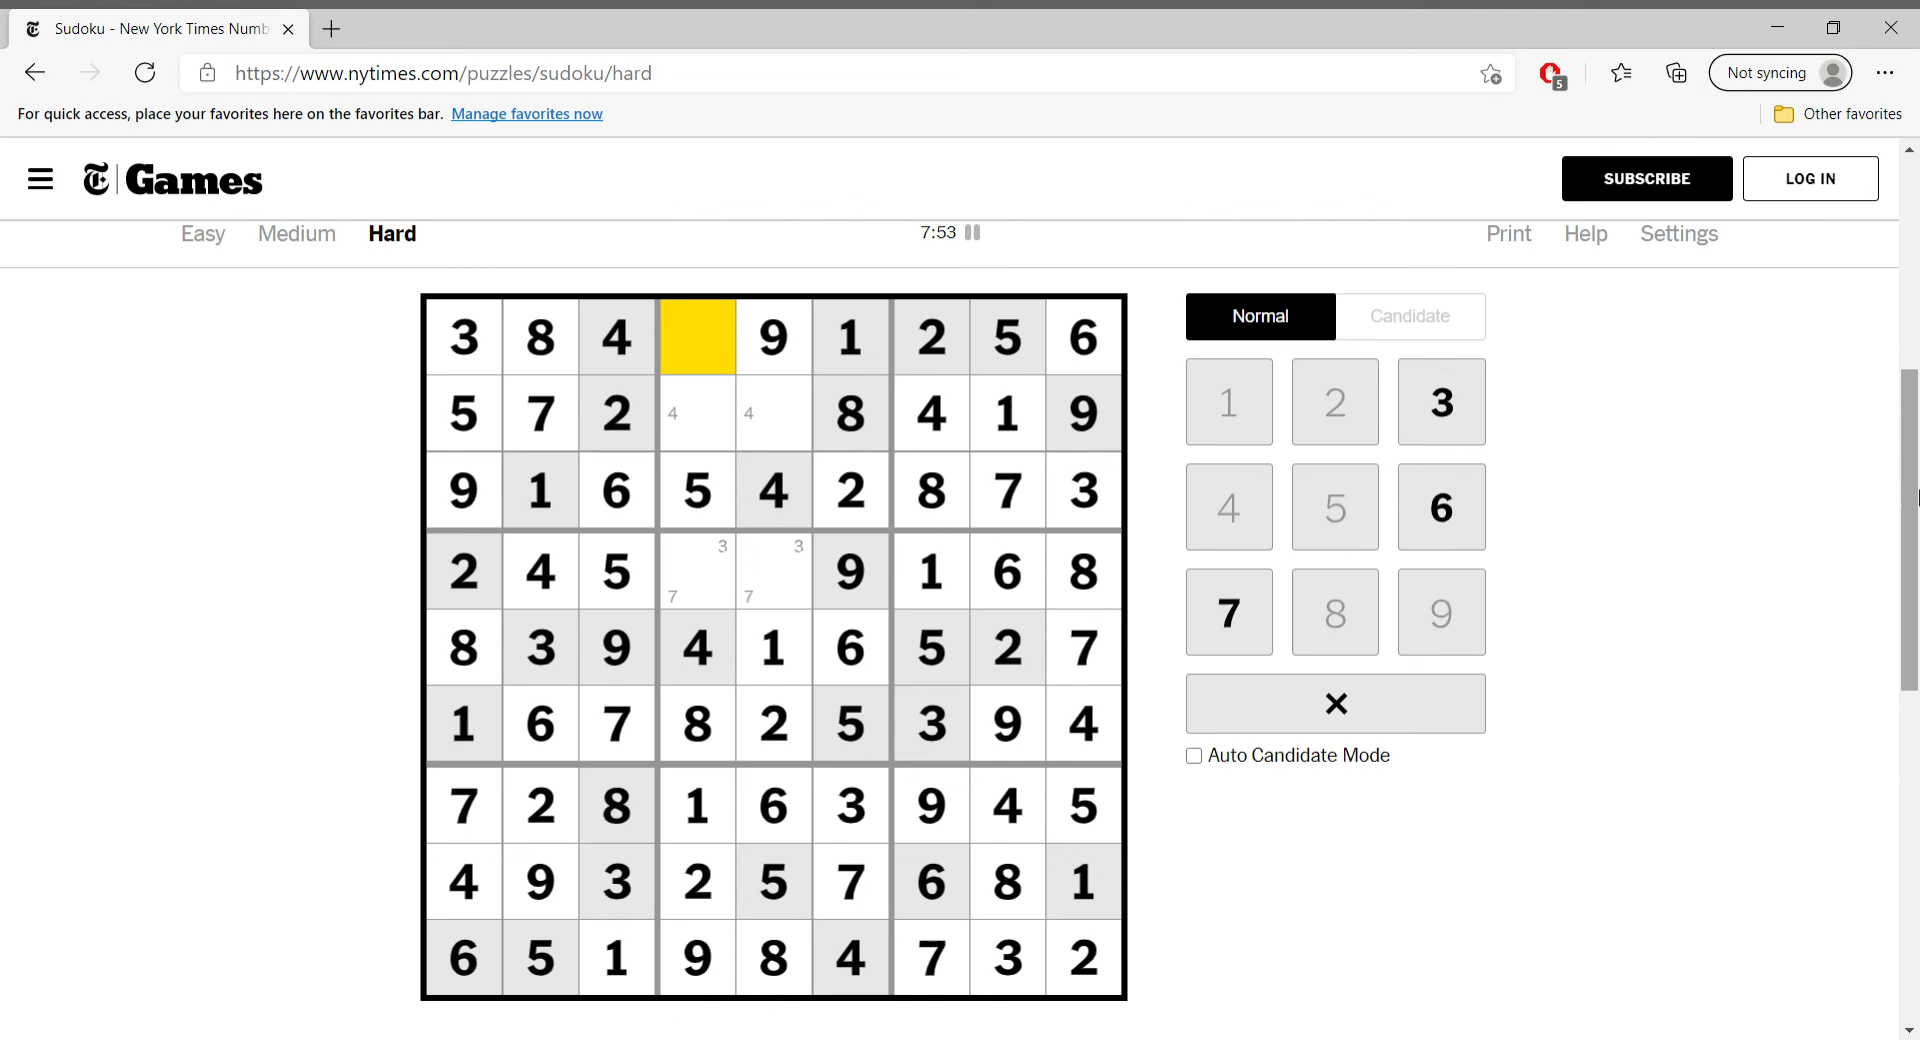 Sudoku - New York Times Numb
https://www.nytimes.com/puzzles/sudoku/hard
5
Not syncing
For quick access, place your favorites here on the favorites bar. Manage favorites now
Other favorites
T Games
SUBSCRIBE
LOG IN
Easy Medium Hard
7:53
Print Help Settings
3 8 4 9 1 2 5 6
5 7 2 4 4 8 4 1 9
9 1 6 5 4 2 8 7 3
3 3
2 4 5 9 1 6 8
7 7
8 3 9 4 1 6 5 2 7
1 6 7 8 2 5 3 9 4
7 2 8 1 6 3 9 4 5
4 9 3 2 5 7 6 8 1
6 5 1 9 8 4 7 3 2
Normal Candidate
1 2 3
4 5 6
7 8 9
Auto Candidate Mode